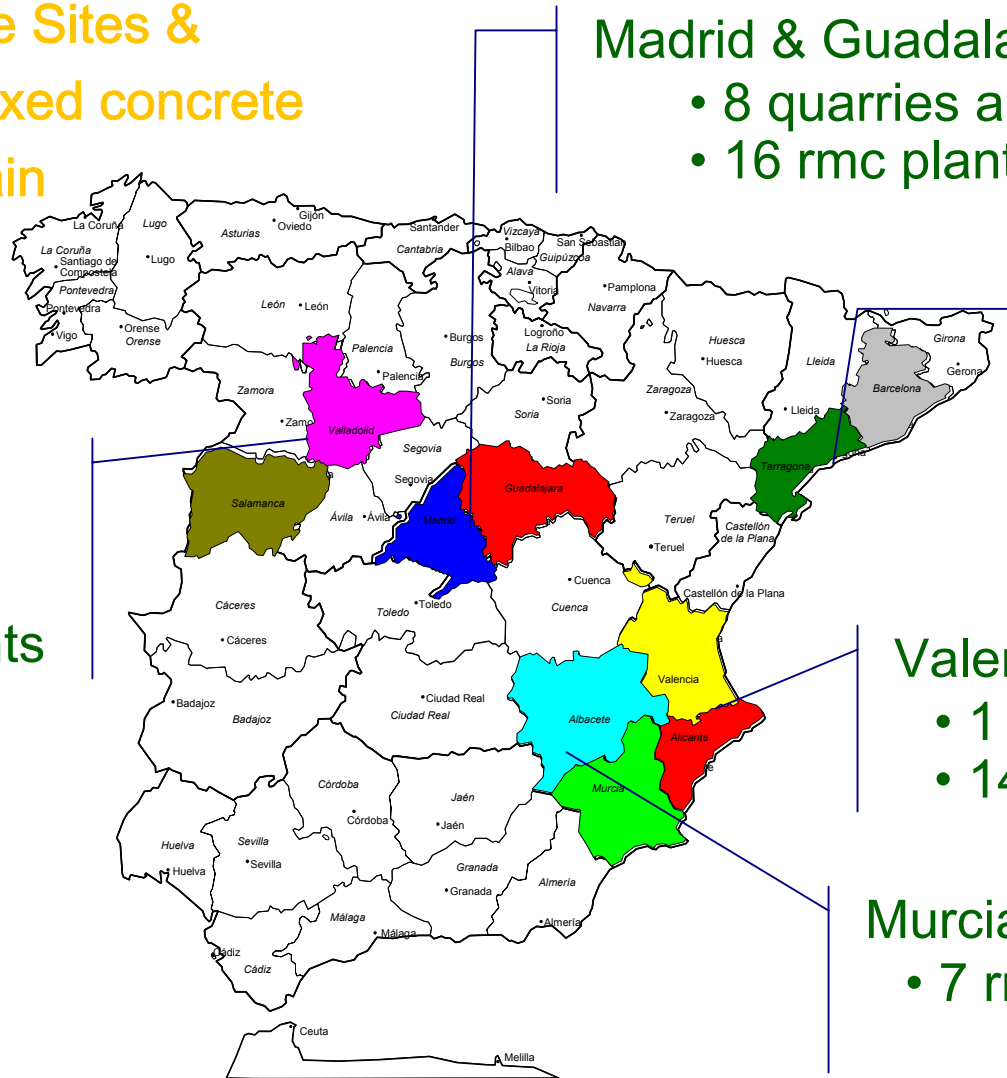 e Sites &
xed concrete
ain
Madrid & Guadala
• 8 quarries a
• 16 rmc plant
ts
Valen
• 1
• 14
Murcia
• 7 r
La Coruña
Lugo
La Coruña
Santiago de
Compostela
Lugo
Pontevedra
Pontevedra
Vigo
Orense
Orense
Asturias
Gijón
Oviedo
Santander
Cantabria
Vizcaya
Bilbao
San Sebastian
Guipúzcoa
Alava
Vitoria
Pamplona
Navarra
León
León
Palencia
Palencia
Burgos
Burgos
Logroño
La Rioja
Huesca
Huesca
Lleida
Lleida
Girona
Gerona
Barcelona
Zamora
Zam
Valladolid
Soria
Soria
Zaragoza
Zaragoza
Tarragona
ona
Segovia
Segovia
Salamanca
a
Ávila
Ávila
Madrid
Guadalajara
Teruel
Teruel
Castellón
de la Plana
Castellón de la Plana
Cuenca
Cuenca
Toledo
Toledo
Cáceres
Cáceres
Valencia
a
Badajoz
Badajoz
Ciudad Real
Ciudad Real
Albacete
Alicante
e
Murcia
Córdoba
Córdoba
Jaén
Jaén
Huelva
Huelva
Sevilla
Sevilla
Granada
Granada
Almería
Almería
Málaga
Málaga
Cádiz
Cádiz
Ceuta
Melilla